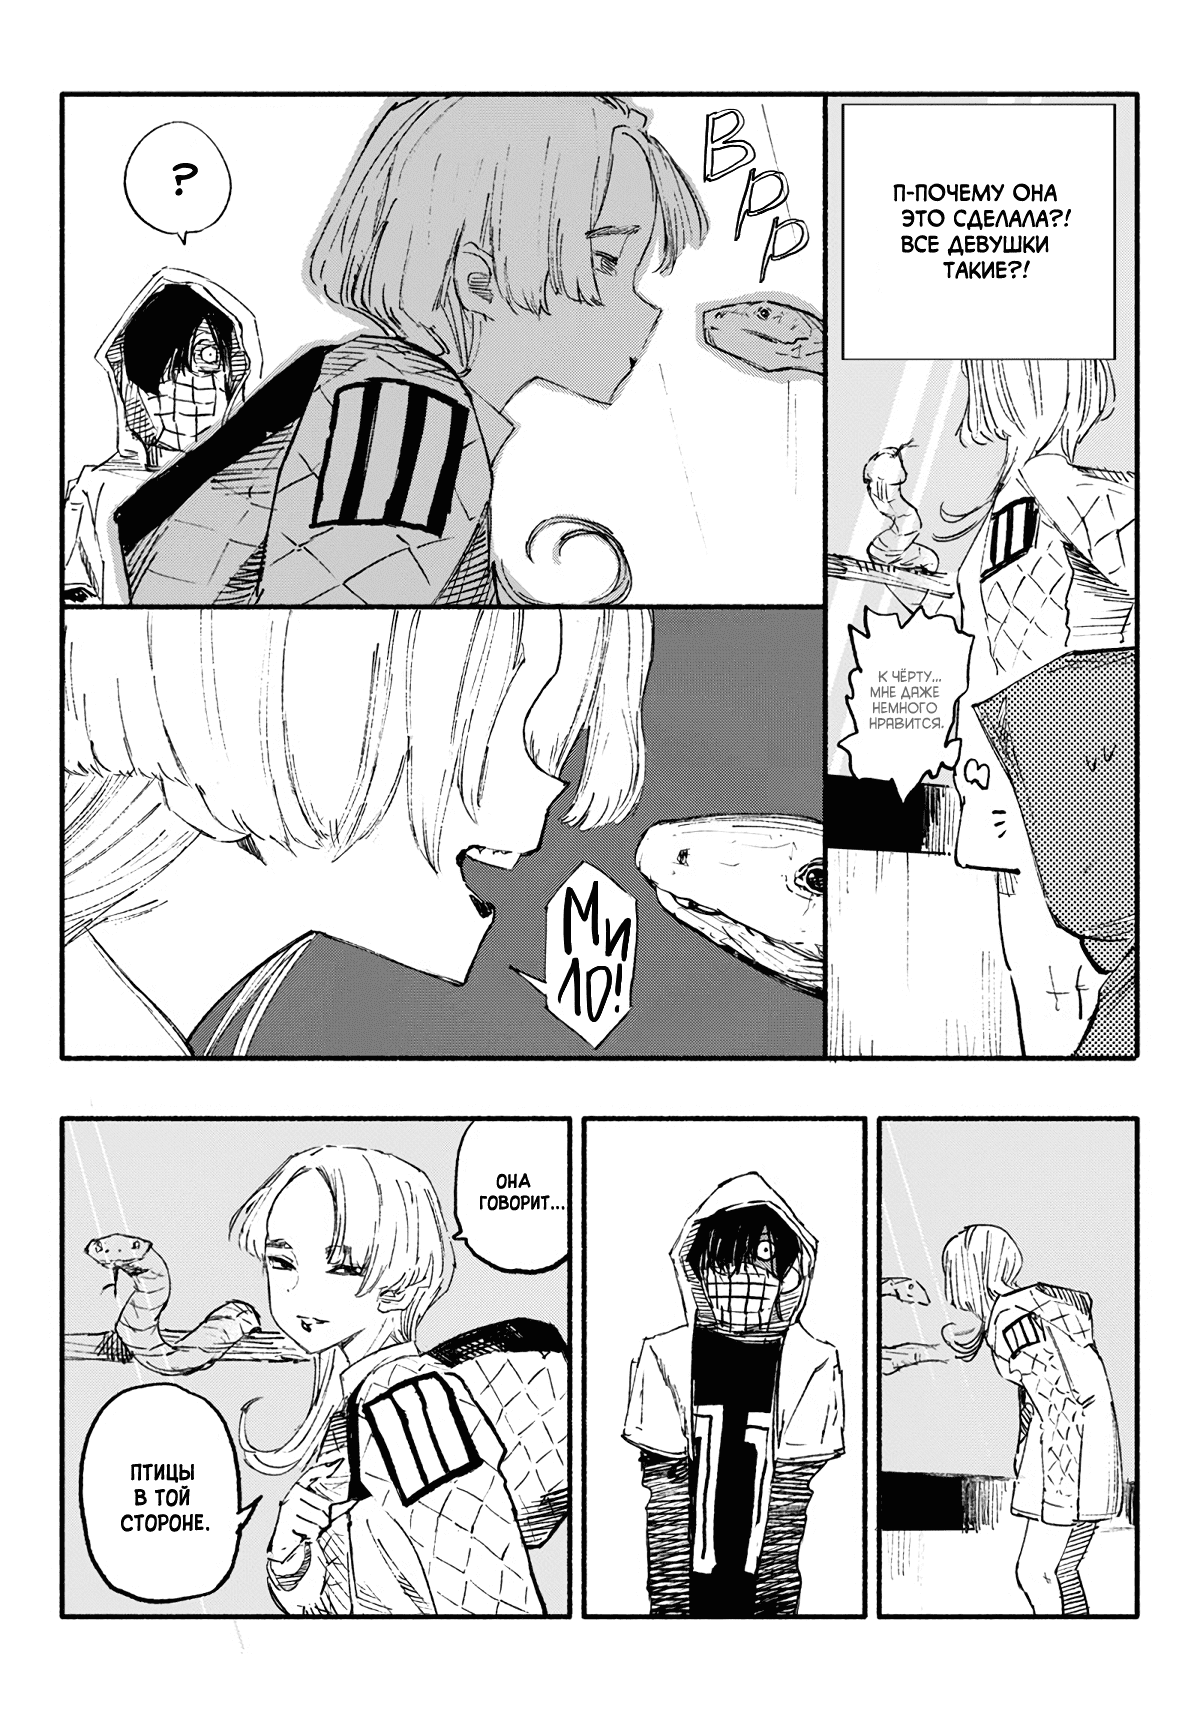 П-ПОЧЕМУ ОНА
ЭТО СДЕЛАЛА?!
ВСЕ ДЕВУШКИ
ТАКИЕ?!
К ЧЁРТУ...
МНЕ ДАЖЕ
НЕМНОГО
НРАВИТСЯ.
ВРР
?
МИ
ЛО!
ОНА
ГОВОРИТ...
ПТИЦЫ
В ТОЙ
СТОРОНЕ.